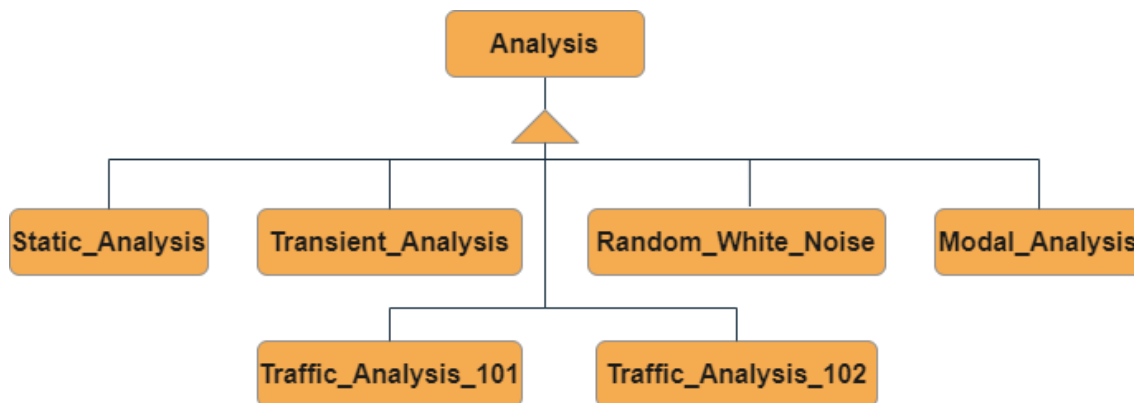 Analysis
Static_Analysis
Transient_Analysis
Random_White_Noise
Modal_Analysis
Traffic_Analysis_101
Traffic_Analysis_102